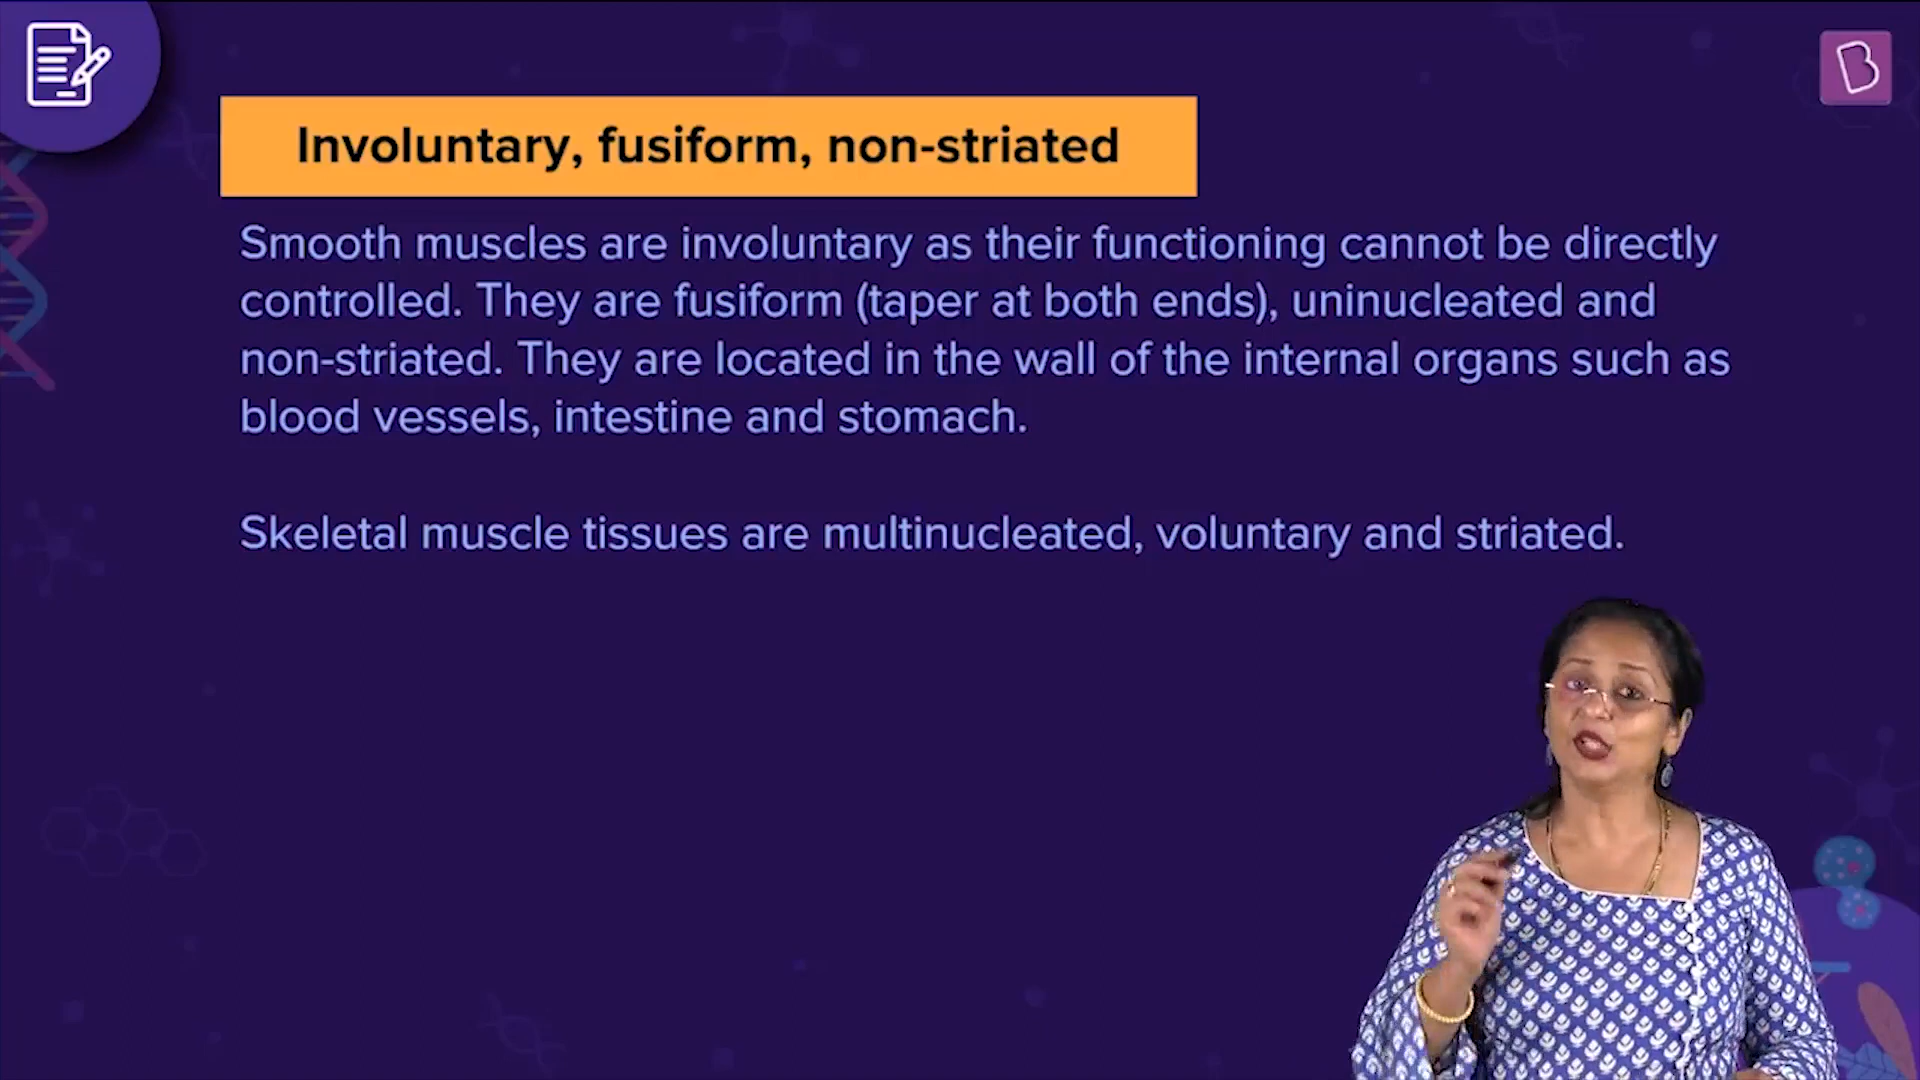 Involuntary, fusiform, non-striated
Smooth muscles are involuntary as their functioning cannot be directly
controlled. They are fusiform (taper at both ends), uninucleated and
non-striated. They are located in the wall of the internal organs such as
blood vessels, intestine and stomach.
Skeletal muscle tissues are multinucleated, voluntary and striated.
B